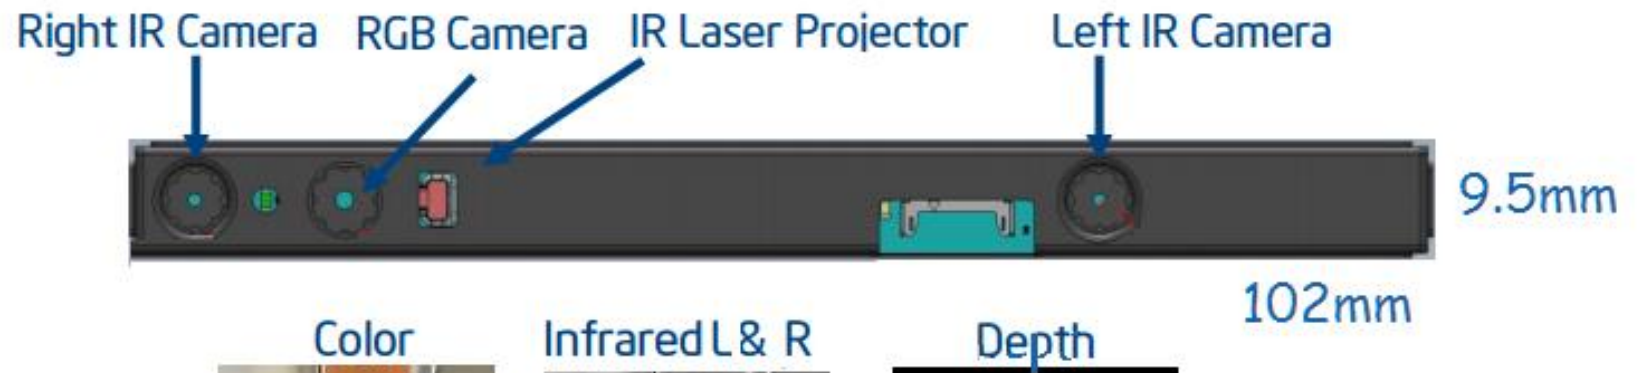 Right IR Camera RGB Camera IR Laser Projector Left IR Camera
9.5mm
102mm
Color Infrared L & R Depth